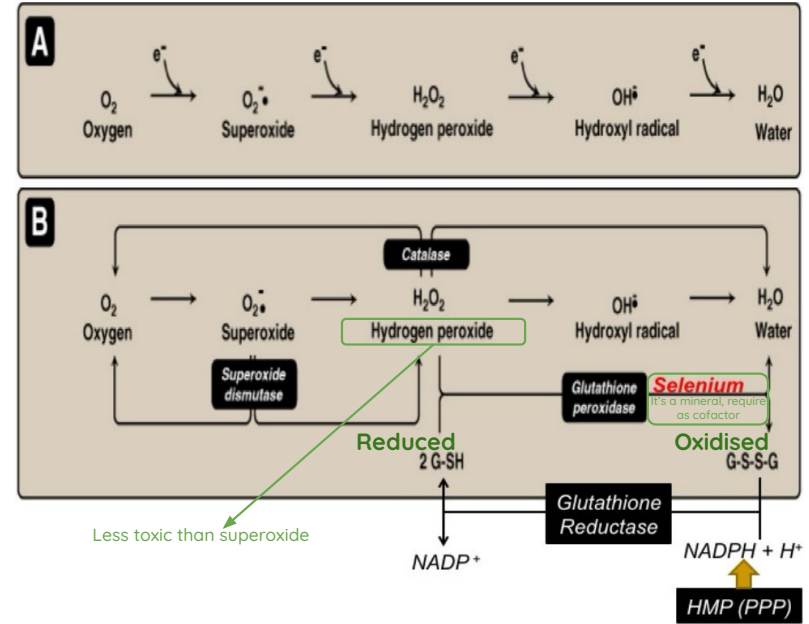 A
e⁻ e⁻ e⁻ e⁻
O₂ O₂⁻• H₂O₂ OH• H₂O
Oxygen Superoxide Hydrogen peroxide Hydroxyl radical Water
B
Catalase
O₂ O₂⁻• H₂O₂ OH• H₂O
Oxygen Superoxide Hydrogen peroxide Hydroxyl radical Water
Superoxide
dismutase
Glutathione
peroxidase
Selenium
It's a mineral, require
as cofactor
Reduced
Oxidised
2 G-SH
G-S-S-G
Glutathione
Reductase
Less toxic than superoxide
NADP⁺
NADPH + H⁺
HMP (PPP)